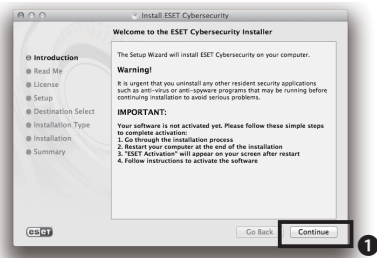 Install ESET Cybersecurity
Welcome to the ESET Cybersecurity Installer
Introduction
Read Me
License
Setup
Destination Select
Installation Type
Installation
Summary
The Setup Wizard will install ESET Cybersecurity on your computer.
Warning!
It is urgent that you uninstall any other resident security applications
such as anti-virus or anti-spyware programs that may be running before
continuing installation to avoid serious problems.
IMPORTANT:
Your software is not activated yet. Please follow these simple steps
to complete activation:
1. Go through the installation process
2. Restart your computer at the end of the installation
3. "ESET Activation" will appear on your screen after restart
4. Follow instructions to activate the software
eseT
Go Back
Continue
1